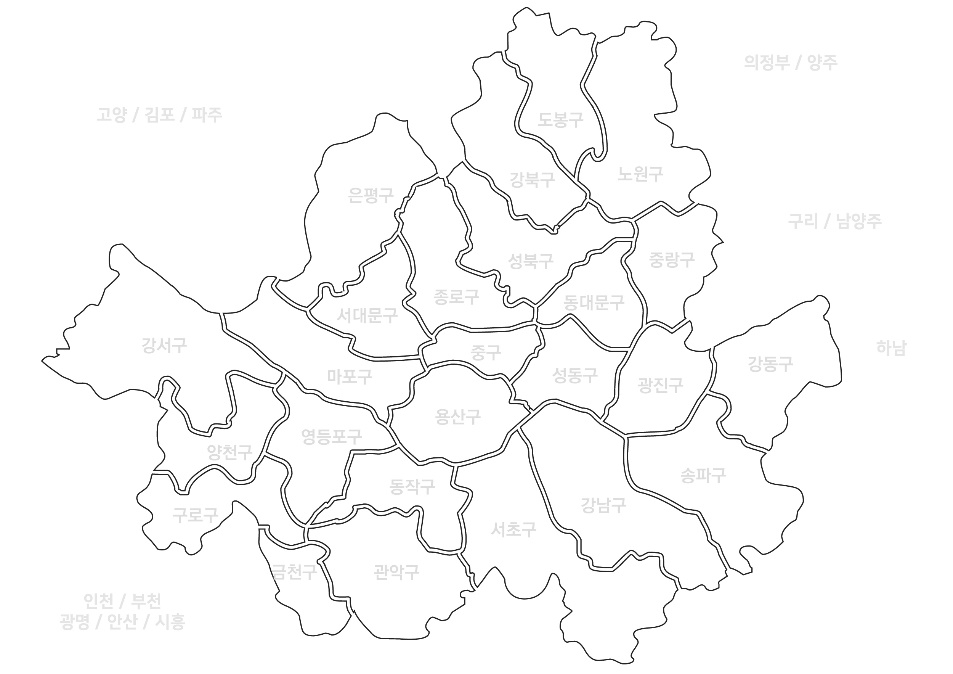 의정부 / 양주
고양 / 김포 / 파주
도봉구
노원구
강북구
은평구
구리 / 남양주
성북구
중랑구
종로구
동대문구
서대문구
강서구
하남
중구
강동구
마포구
성동구
광진구
용산구
영등포구
양천구
송파구
동작구
강남구
구로구
서초구
금천구
관악구
인천 / 부천
광명 / 안산 / 시흥